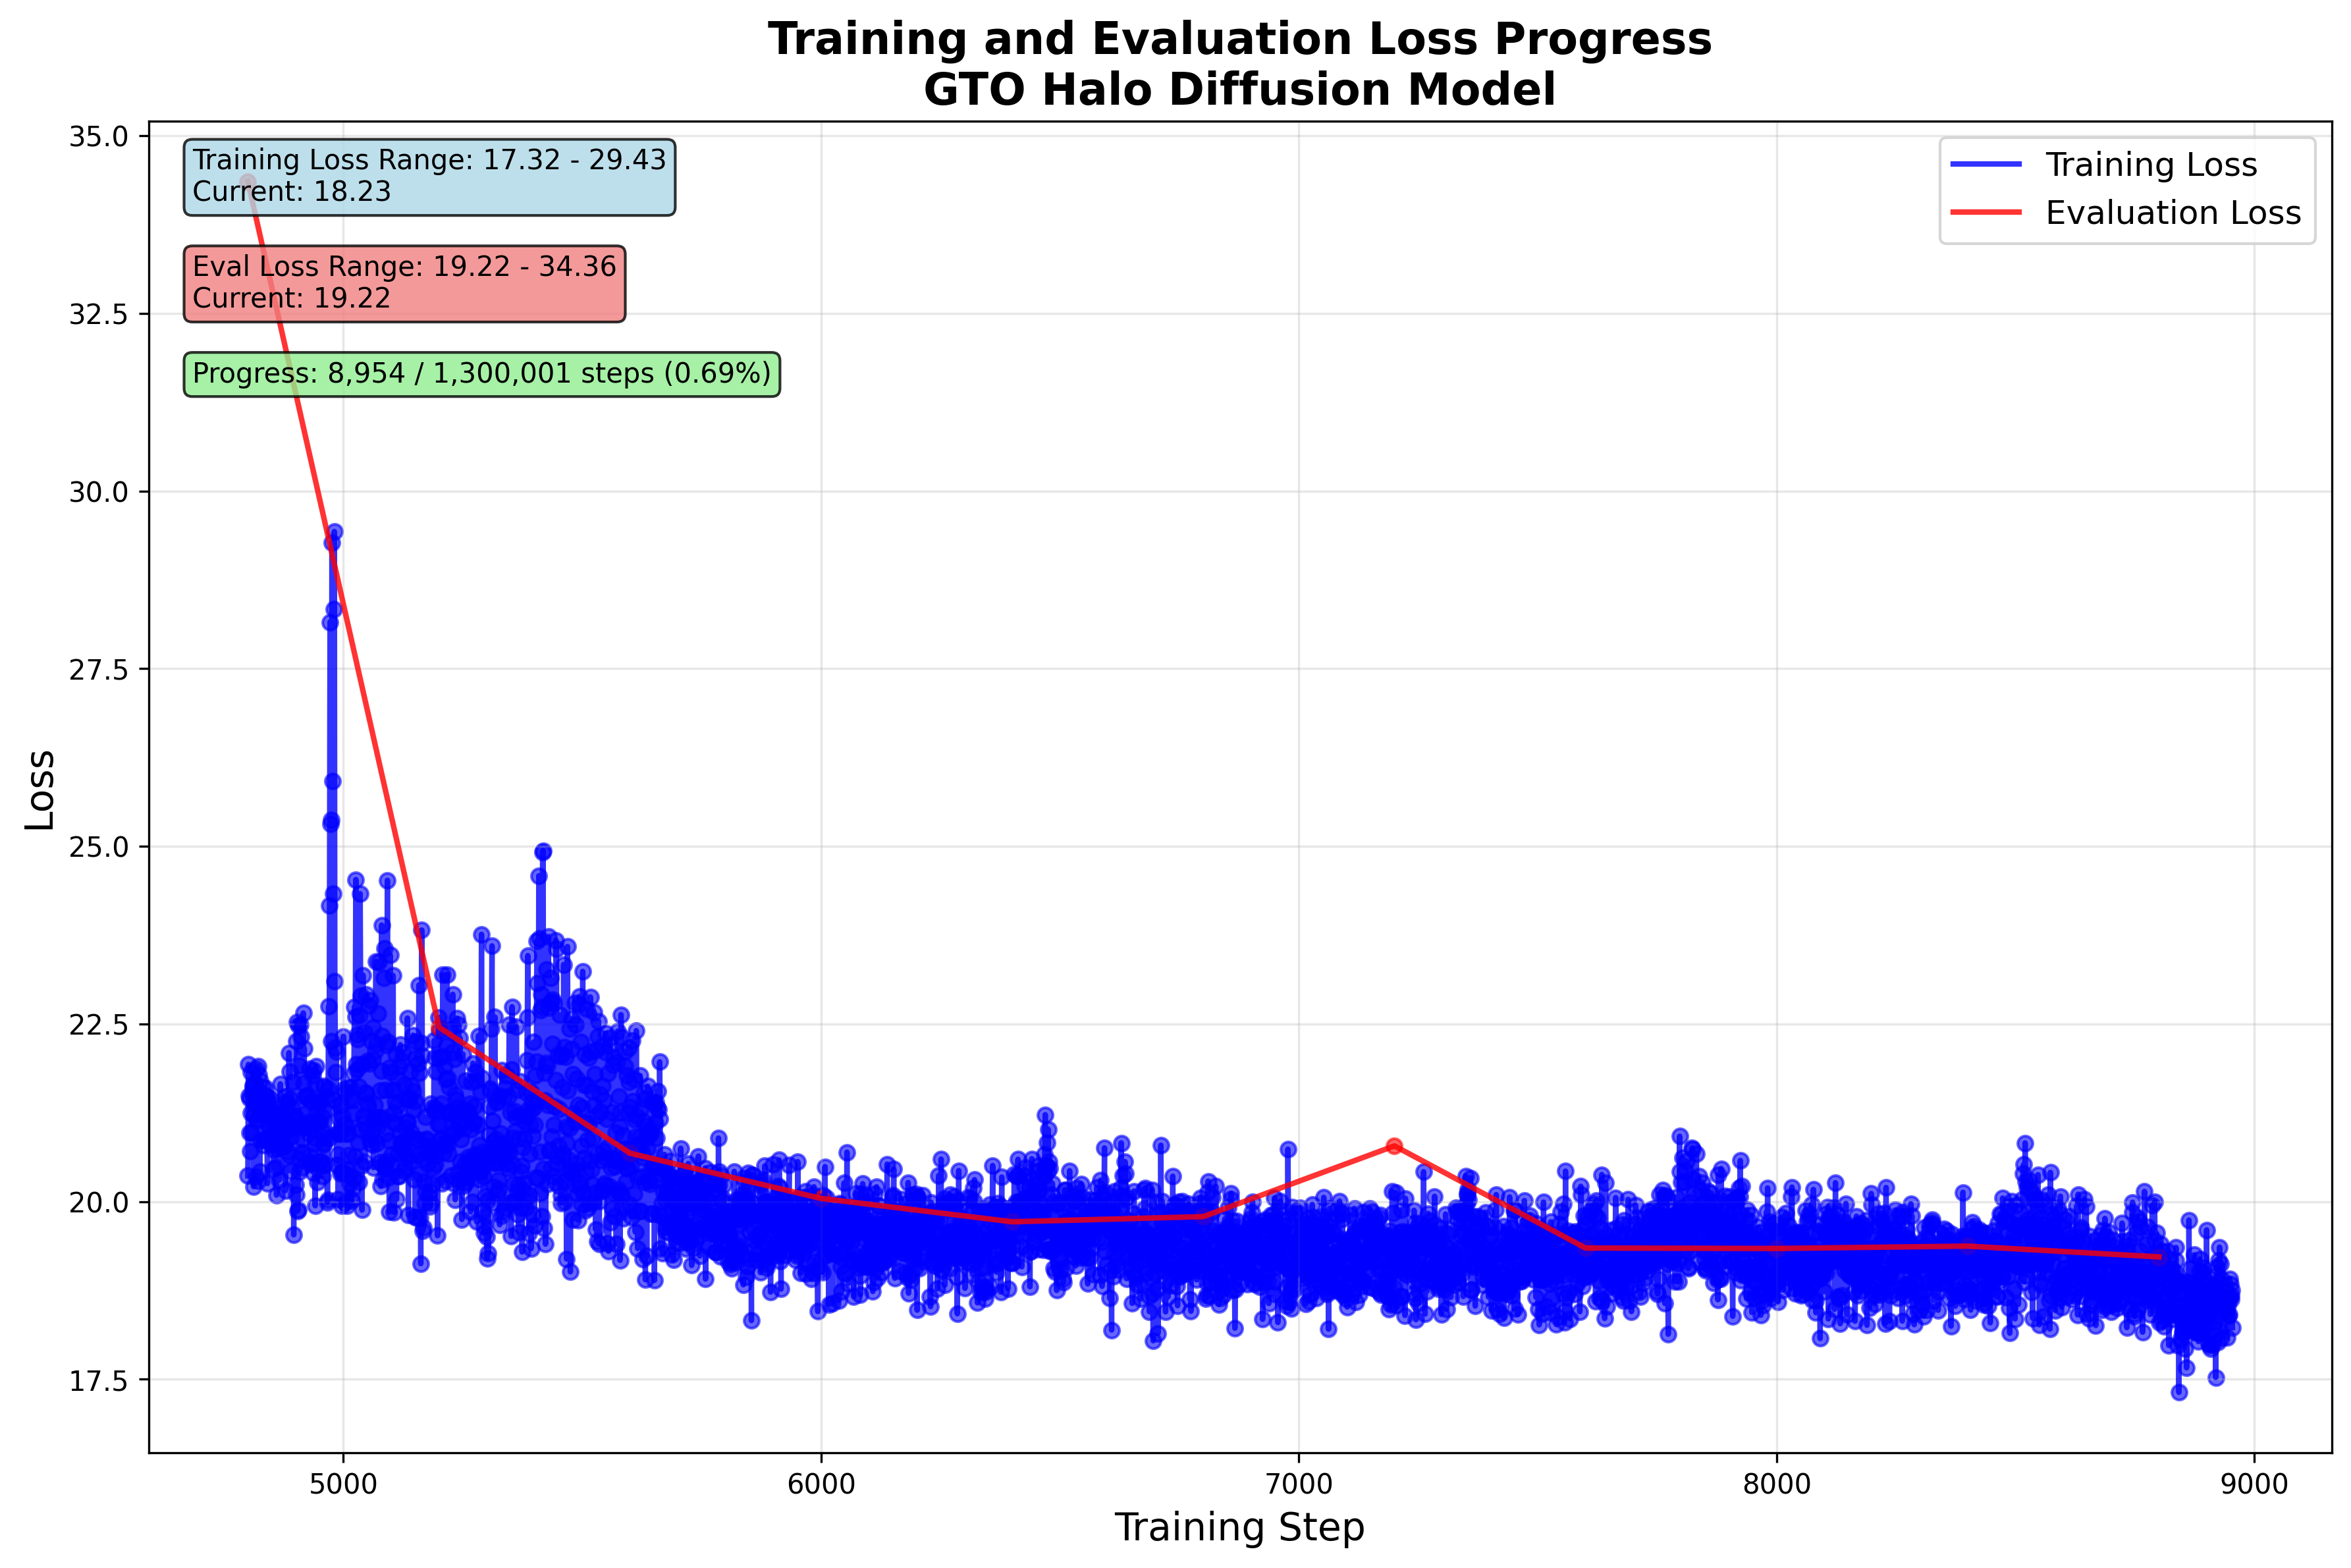 Training and Evaluation Loss Progress
GTO Halo Diffusion Model
Training Loss Range: 17.32 - 29.43
Current: 18.23
Eval Loss Range: 19.22 - 34.36
Current: 19.22
Progress: 8,954 / 1,300,001 steps (0.69%)
Training Loss
Evaluation Loss
Loss
35.0
32.5
30.0
27.5
25.0
22.5
20.0
17.5
5000
6000
7000
8000
9000
Training Step